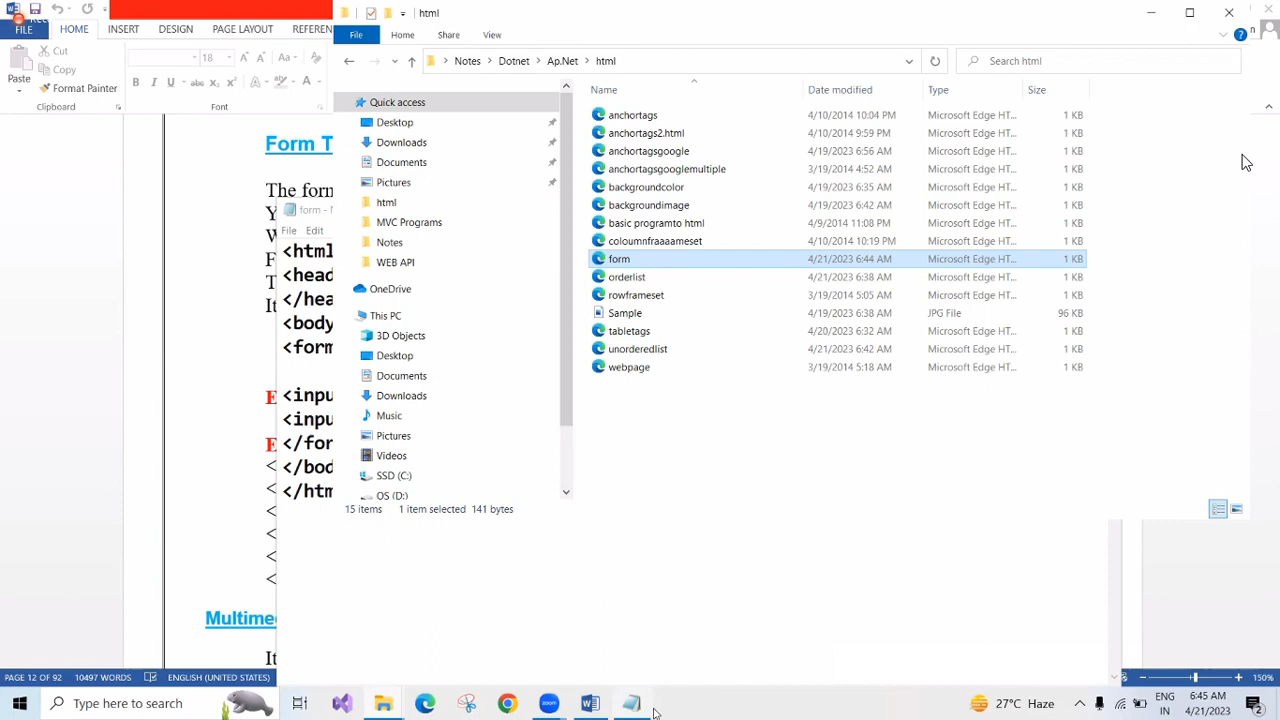 html
FILE
HOME
INSERT
DESIGN
PAGE LAYOUT
REFEREN
File
Home
Share
View
Paste
Cut
Copy
Format Painter
Clipboard
18
Aa
B I U abc X₂ X²
Font
Notes
Dotnet
Ap.Net
html
Search html
Name
Date modified
Type
Size
Quick access
Desktop
Downloads
Documents
Pictures
html
MVC Programs
Notes
WEB API
OneDrive
This PC
3D Objects
Desktop
Documents
Downloads
Music
Pictures
Videos
SSD (C:)
OS (D:)
anchortags 4/10/2014 10:04 PM Microsoft Edge HT... 1 KB
anchortags2.html 4/10/2014 9:59 PM Microsoft Edge HT... 1 KB
anchortagsgoogle 4/19/2023 6:56 AM Microsoft Edge HT... 1 KB
anchortagsgooglemultiple 3/19/2014 4:52 AM Microsoft Edge HT... 1 KB
backgroundcolor 4/19/2023 6:35 AM Microsoft Edge HT... 1 KB
backgroundimage 4/19/2023 6:42 AM Microsoft Edge HT... 1 KB
basic programto html 4/9/2014 11:08 PM Microsoft Edge HT... 1 KB
coloumnfraaaameset 4/10/2014 10:19 PM Microsoft Edge HT... 1 KB
form 4/21/2023 6:44 AM Microsoft Edge HT... 1 KB
orderlist 4/21/2023 6:38 AM Microsoft Edge HT... 1 KB
rowframeset 3/19/2014 5:05 AM Microsoft Edge HT... 1 KB
Sample 4/19/2023 6:38 AM JPG File 96 KB
tabletags 4/20/2023 6:32 AM Microsoft Edge HT... 1 KB
unorderedlist 4/21/2023 6:42 AM Microsoft Edge HT... 1 KB
webpage 3/19/2014 5:18 AM Microsoft Edge HT... 1 KB
15 items 1 item selected 141 bytes
Form T
The form
Y
W
F
T
It
form - N
File Edit
<html
<head
</hea
<body
<form
E
<inpu
<inpu
E
</for
</bod
</htm
<
<
<
<
<
<
Multimed
It
PAGE 12 OF 92
10497 WORDS
ENGLISH (UNITED STATES)
150%
Type here to search
27°C Haze
ENG
IN
6:45 AM
4/21/2023
2